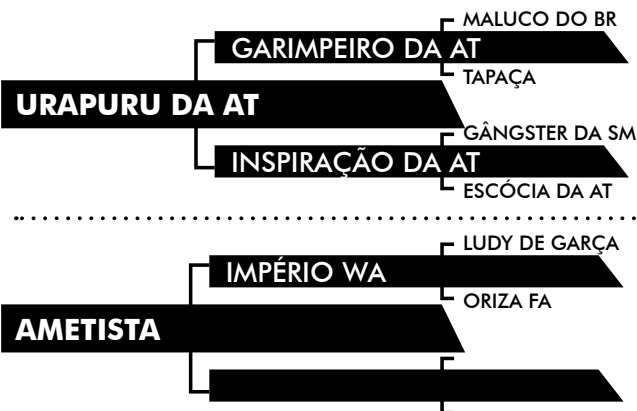 MALUCO DO BR
GARIMPEIRO DA AT
TAPAÇA
URAPURU DA AT
GÂNGSTER DA SM
INSPIRAÇÃO DA AT
ESCÓCIA DA AT
LUDY DE GARÇA
IMPÉRIO WA
ORIZA FA
AMETISTA